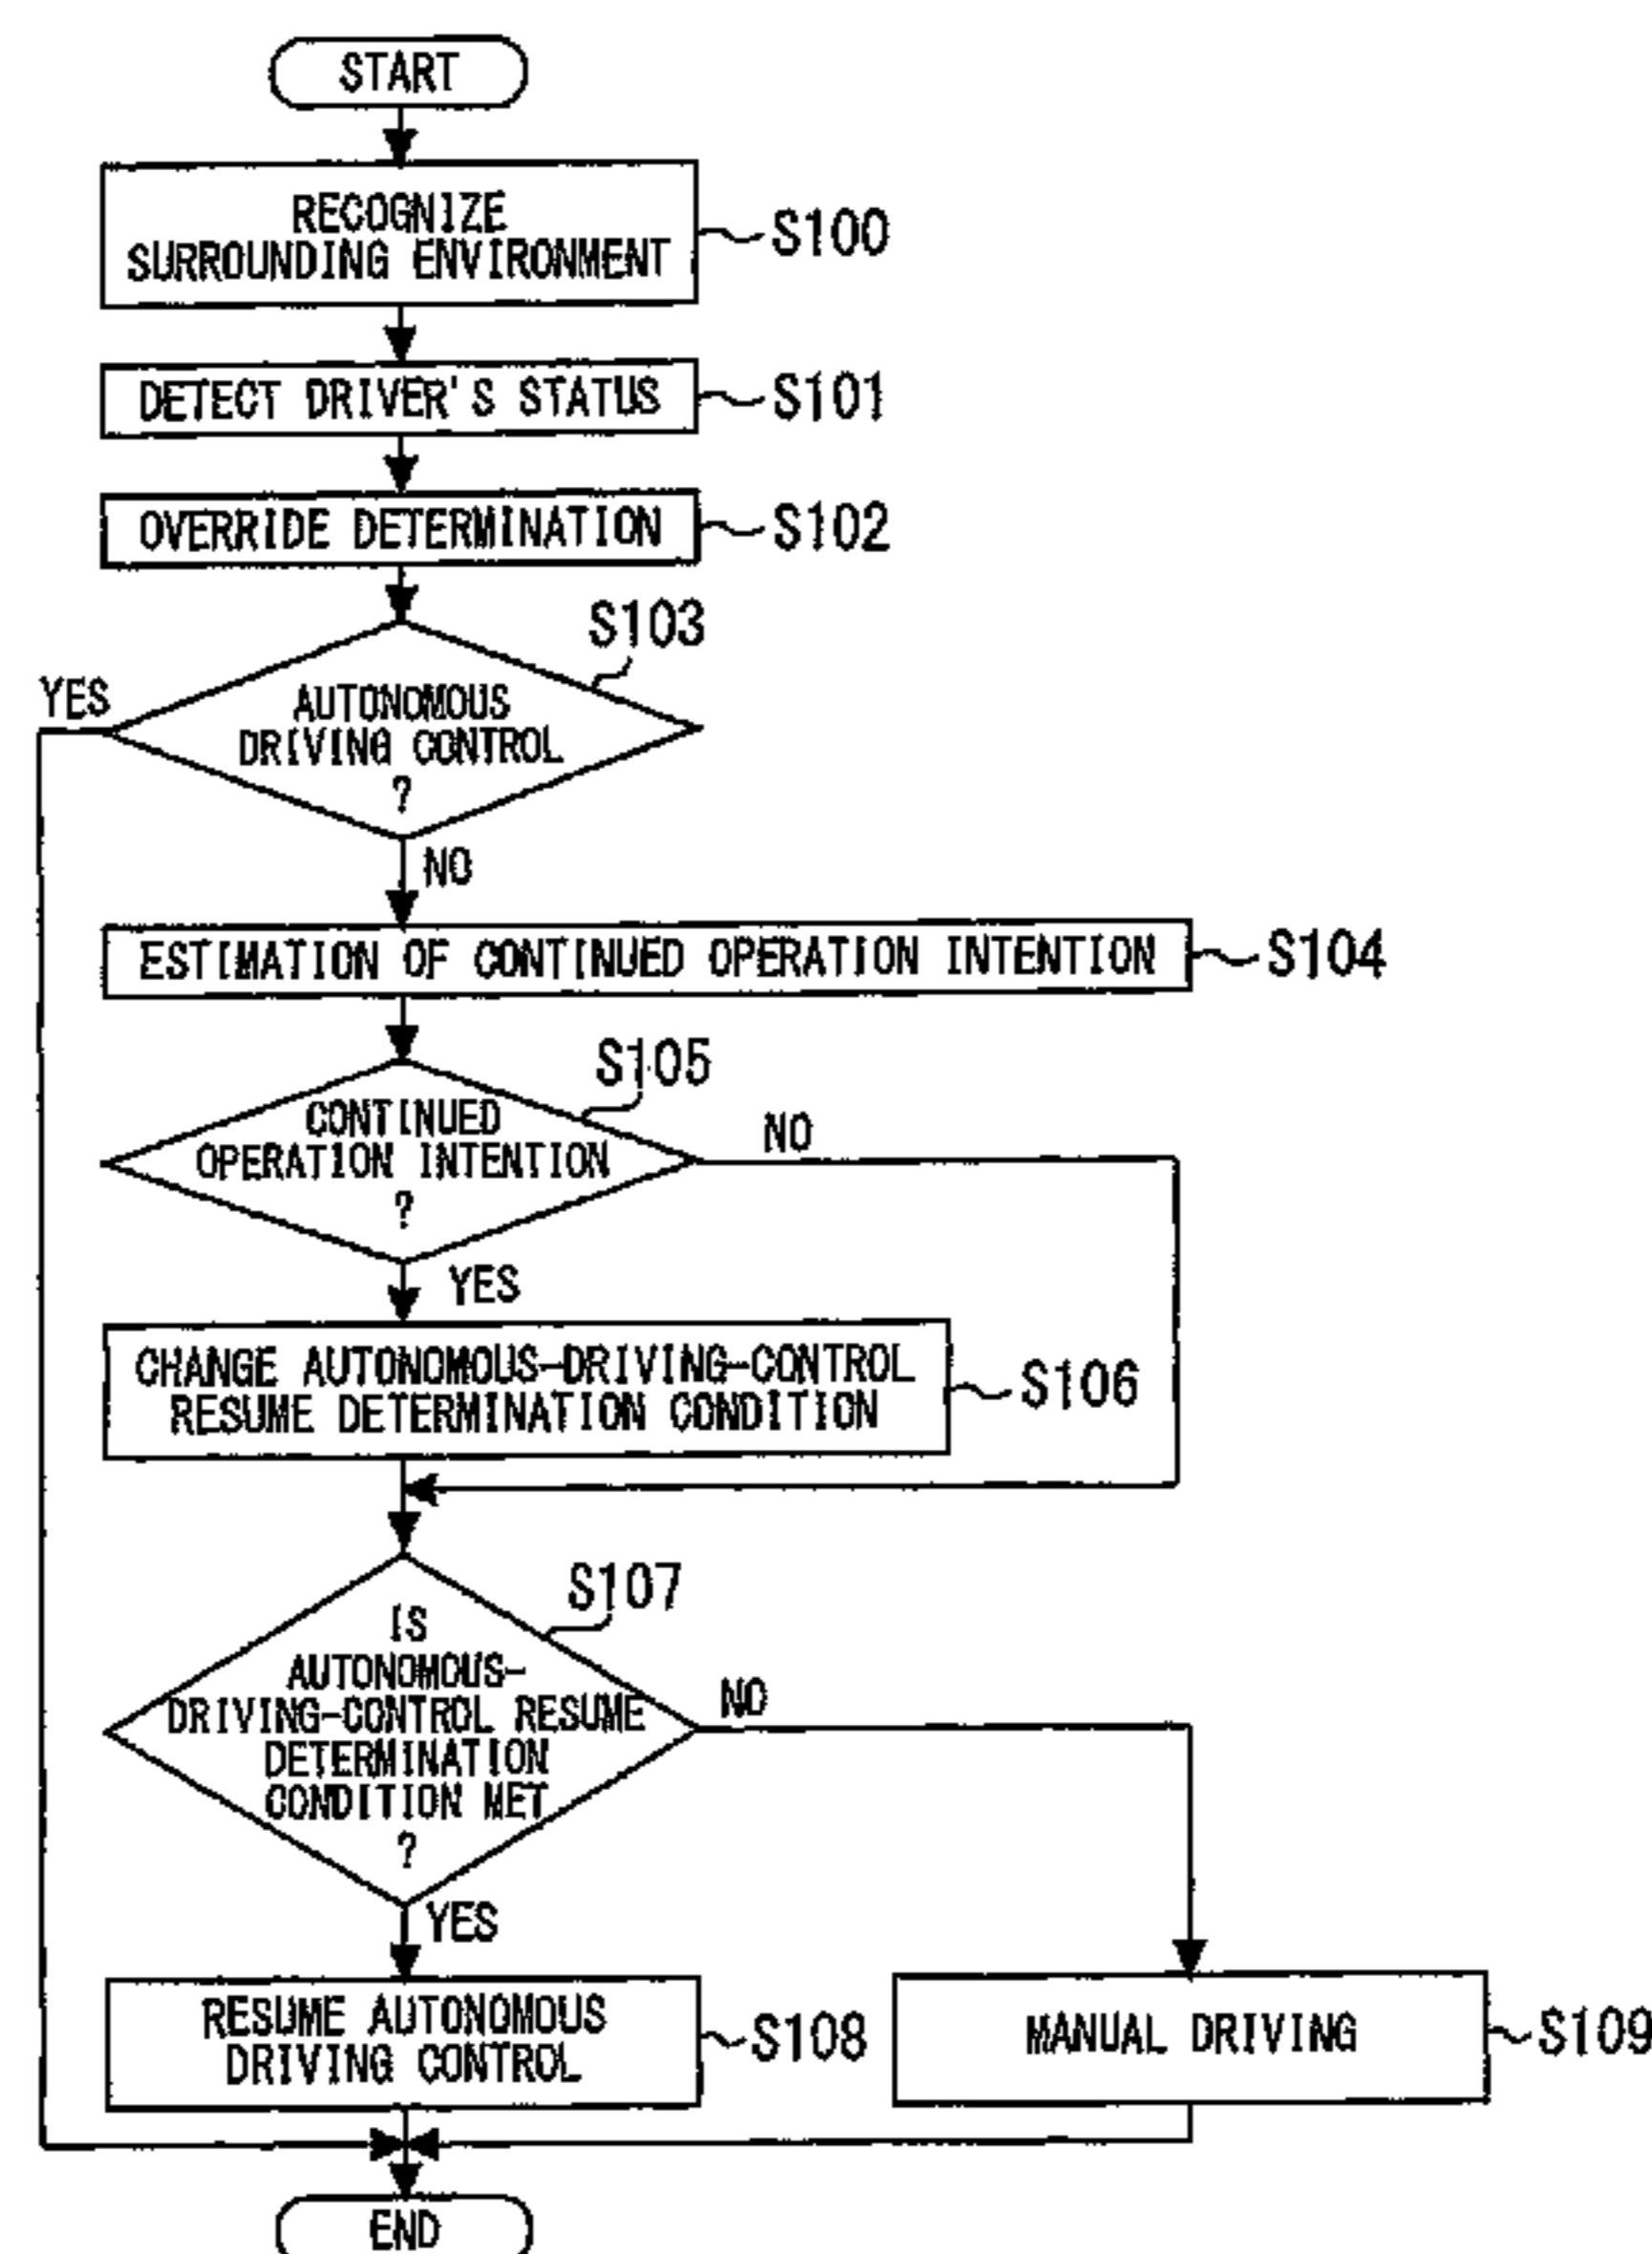 START
RECOGNIZE
SURROUNDING ENVIRONMENT
S100
DETECT DRIVER'S STATUS
S101
OVERRIDE DETERMINATION
S102
S103
YES
AUTONOMOUS
DRIVING CONTROL
?
NO
ESTIMATION OF CONTINUED OPERATION INTENTION
S104
S105
CONTINUED
OPERATION INTENTION
?
NO
YES
CHANGE AUTONOMOUS-DRIVING-CONTROL
RESUME DETERMINATION CONDITION
S106
S107
IS
AUTONOMOUS-
DRIVING-CONTROL RESUME
DETERMINATION
CONDITION MET
?
NO
YES
RESUME AUTONOMOUS
DRIVING CONTROL
S108
MANUAL DRIVING
S109
END